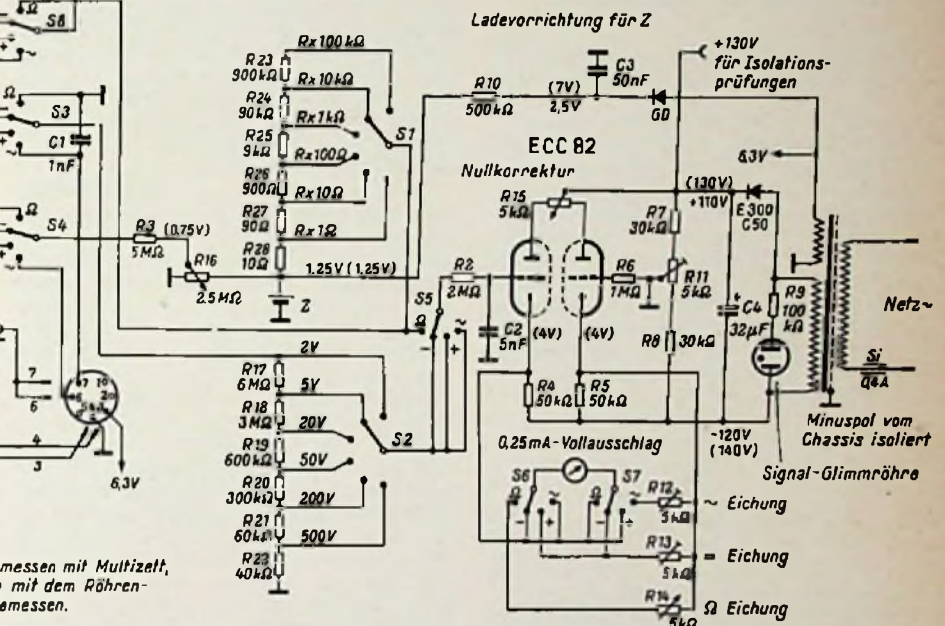 Ladevorrichtung für Z
Ω
S8
+
~
Rx100kΩ
R23
900kΩ
Rx10kΩ
R24
90kΩ
Rx1kΩ
R25
9kΩ
Rx100Ω
R26
900Ω
Rx10Ω
R27
90Ω
Rx1Ω
R28
10Ω
S1
R10
500kΩ
(7V)
2,5V
C3
50nF
GD
+130V
für Isolations-
prüfungen
6,3V
Ω
S3
+
~
C1
1nF
ECC 82
Nullkorrektur
R15
5kΩ
(130V)
+110V
E300
C50
R7
30kΩ
Ω
S4
+
~
R3
5MΩ
(0,75V)
R16
2.5MΩ
1.25V (1.25V)
Z
R2
2MΩ
S5
Ω
-
+
~
C2
5nF
R6
1MΩ
R11
5kΩ
(4V)
(4V)
R8
30kΩ
C4
32µF
+
R9
100
kΩ
Netz~
Si
0,4A
R4
50kΩ
R5
50kΩ
2V
R17
6MΩ
5V
R18
3MΩ
20V
R19
600kΩ
50V
R20
300kΩ
200V
R21
60kΩ
500V
R23
40kΩ
S2
7
6
4
3
6,3V
0,25mA-Vollausschlag
S6
S7
-120V
(140V)
Minuspol vom
Chassis isoliert
Signal-Glimmröhre
R12
5kΩ
~ Eichung
R13
5kΩ
= Eichung
R14
5kΩ
Ω Eichung
messen mit Multizett,
mit dem Röhren-